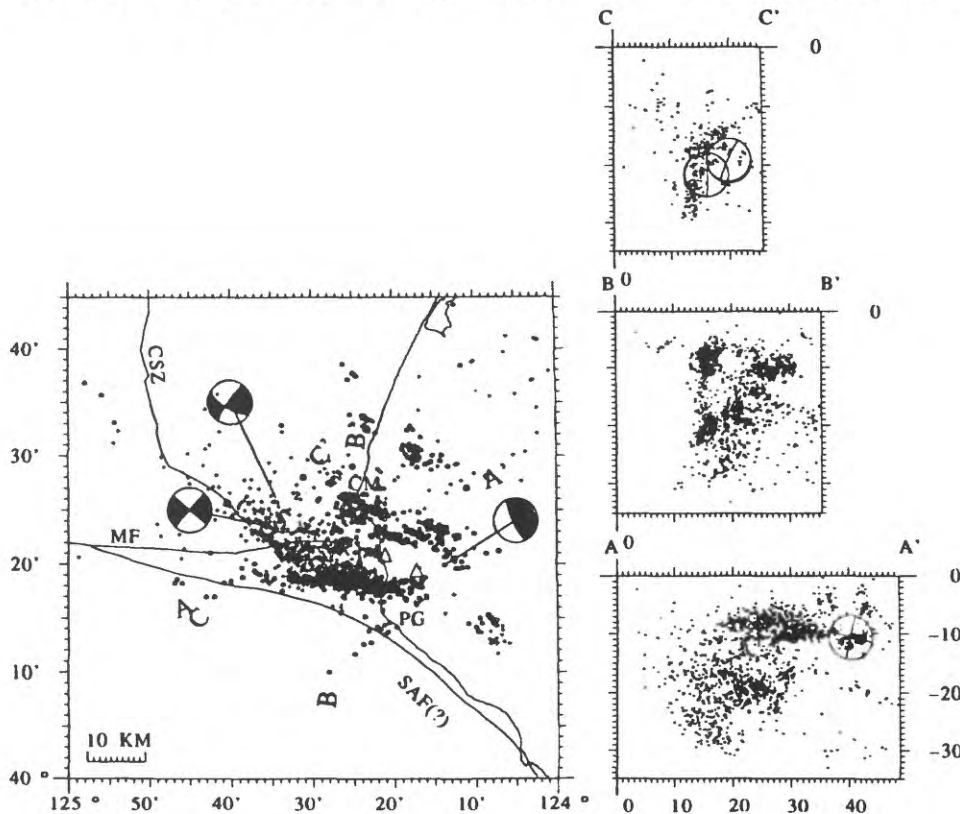 C C'
0
B 0 B'
0
A 0 A'
0
-10
-20
-30
0 10 20 30 40
40'
30'
20'
10'
40 °
125 ° 50' 40' 30' 20' 10' 124 °
CSZ
C'
B'
A'
MF
A
C
PG
B
SAF(?)
10 KM